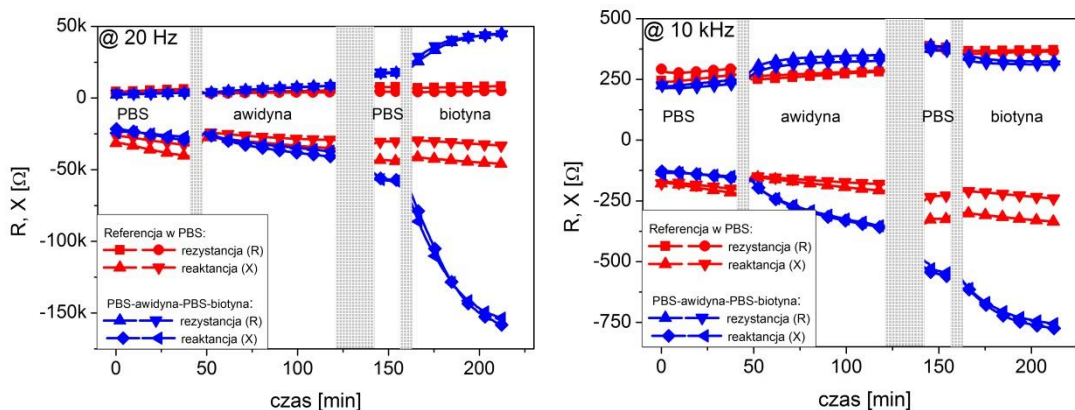 @ 20 Hz
50k
0
-50k
-100k
-150k
R, X [Ω]
PBS
awidyna
PBS
biotyna
Referencja w PBS:
rezystancja (R)
reaktancja (X)
PBS-awidyna-PBS-biotyna:
rezystancja (R)
reaktancja (X)
0
50
100
150
200
czas [min]
@ 10 kHz
500
250
0
-250
-500
-750
R, X [Ω]
PBS
awidyna
PBS
biotyna
Referencja w PBS:
rezystancja (R)
reaktancja (X)
PBS-awidyna-PBS-biotyna:
rezystancja (R)
reaktancja (X)
0
50
100
150
200
czas [min]